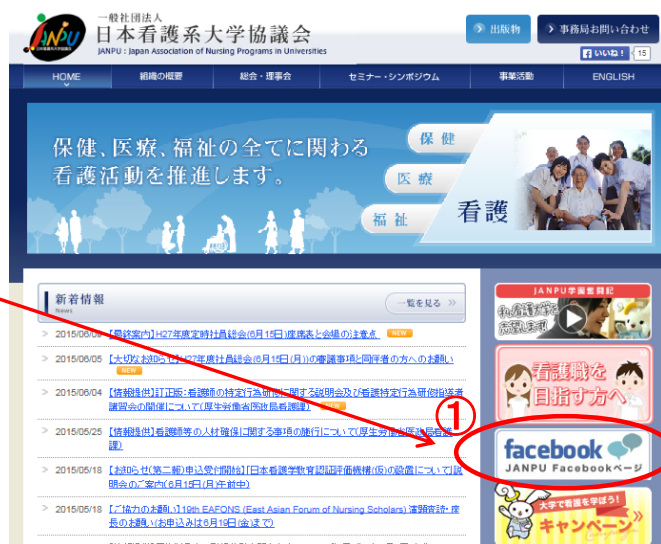 一般社団法人
日本看護系大学協議会
JANPU : Japan Association of Nursing Programs in Universities
出版物
事務局お問い合わせ
いいね！ 15
HOME 組織の概要 総会・理事会 セミナー・シンポジウム 事業活動 ENGLISH
保健、医療、福祉の全てに関わる
看護活動を推進します。
保健
医療
福祉
看護
新着情報
News
一覧を見る
【最終案内】H27年度定時社員総会(6月15日)座席表と会場の注意点 NEW
2015/06/05 【大切なお知らせ】H27年度社員総会(6月15日(月))の審議事項と同伴者の方へのお願い
NEW
2015/06/04 【情報提供】訂正版：看護師の特定行為研修に関する説明会及び看護特定行為研修指導者
講習会の開催について(厚生労働省医政局看護課) NEW
2015/05/25 【情報提供】看護師等の人材確保に関する事項の施行について(厚生労働省医政局看護
課)
2015/05/18 【お知らせ(第二報)申込受付開始】「日本看護学教育認証評価機構(仮)の設置について」説
明会のご案内(6月15日(月)午前中)
2015/05/18 【ご協力のお願い】19th EAFONS (East Asian Forum of Nursing Scholars) 演題査読・座
長のお願い(お申込みは6月19日(金)まで)
JANPU学園奮闘記
私、看護大学を
志望します!
看護職を
目指す方へ
①
facebook
JANPU Facebookページ
大学で看護を学ぼう!
キャンペーン